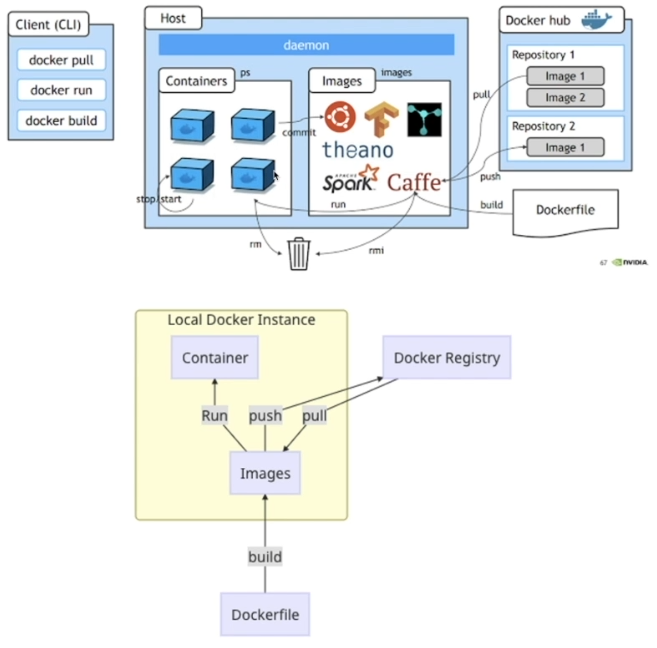 Client (CLI)
docker pull
docker run
docker build
Host
daemon
Containers
ps
Images
images
commit
theano
APACHE
Spark
Caffe
stop/start
run
rm
rmi
Docker hub
Repository 1
Image 1
Image 2
Repository 2
Image 1
pull
push
build
Dockerfile
67 NVIDIA.
Local Docker Instance
Container
Docker Registry
Run
push
pull
Images
build
Dockerfile